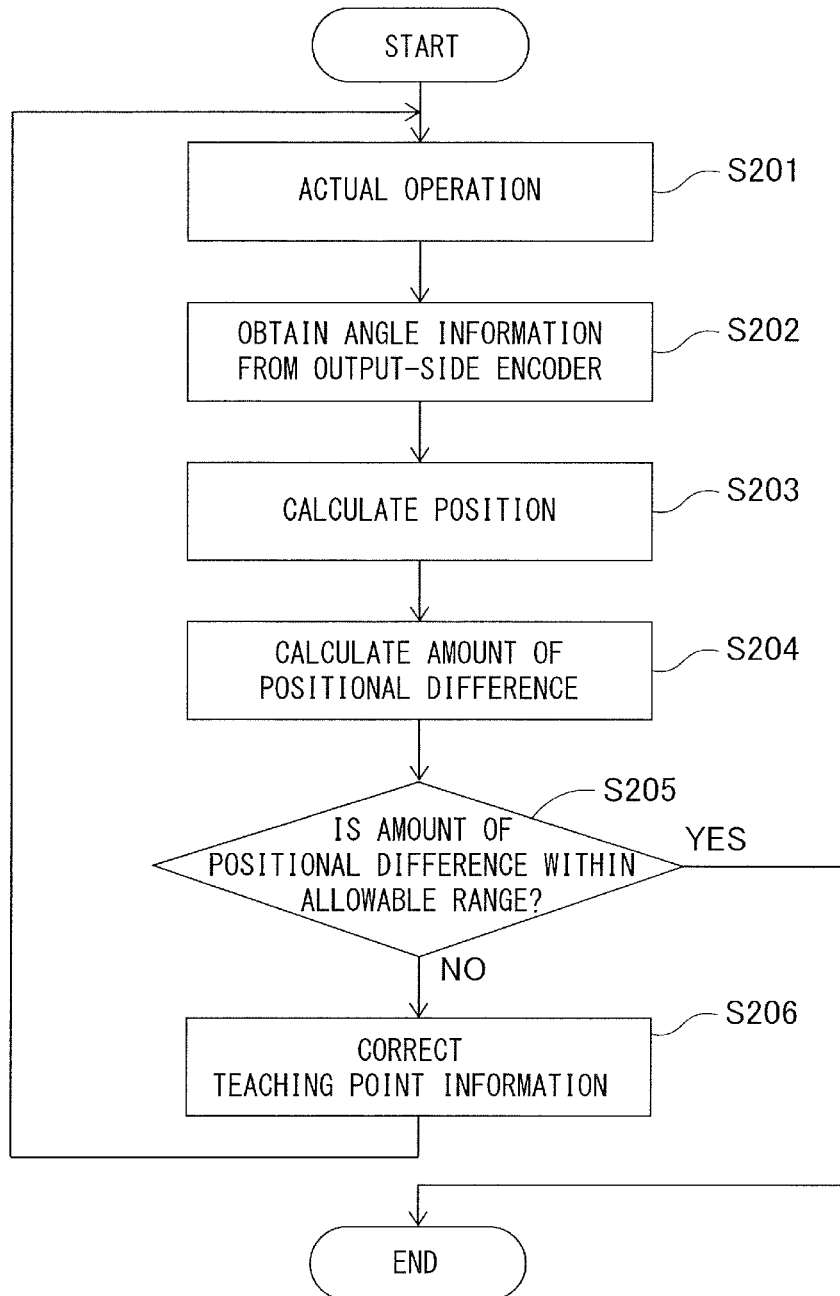 START
ACTUAL OPERATION
S201
OBTAIN ANGLE INFORMATION
FROM OUTPUT-SIDE ENCODER
S202
CALCULATE POSITION
S203
CALCULATE AMOUNT OF
POSITIONAL DIFFERENCE
S204
S205
IS AMOUNT OF
POSITIONAL DIFFERENCE WITHIN
ALLOWABLE RANGE?
YES
NO
CORRECT
TEACHING POINT INFORMATION
S206
END